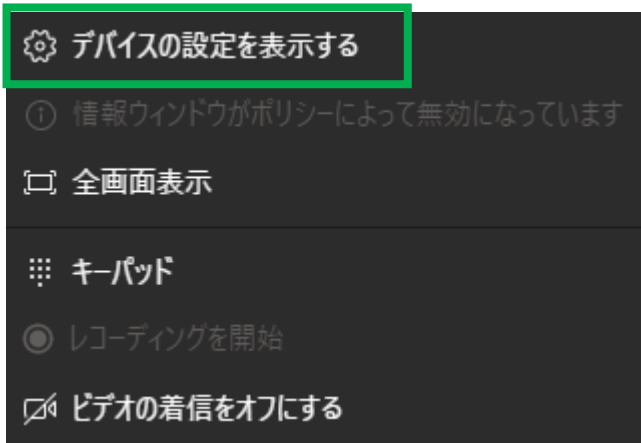 デバイスの設定を表示する
情報ウィンドウがポリシーによって無効になっています
全画面表示
キーパッド
レコーディングを開始
ビデオの着信をオフにする